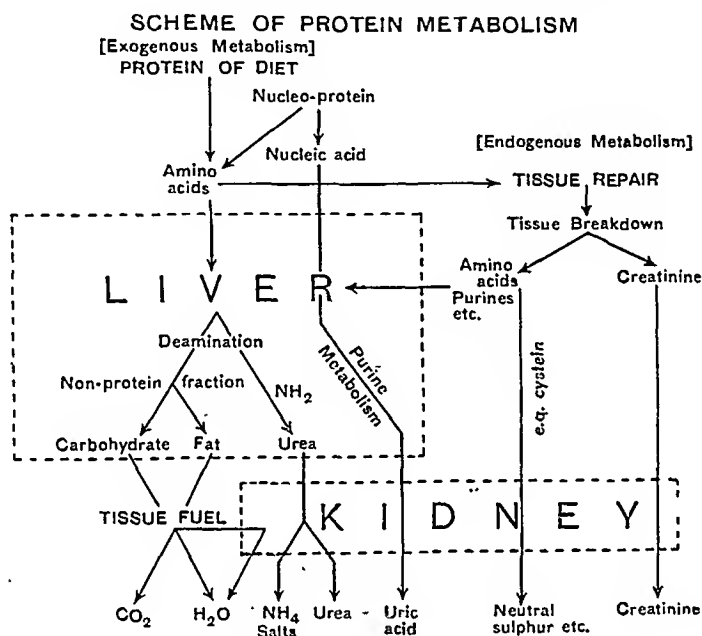 SCHEME OF PROTEIN METABOLISM
[Exogenous Metabolism]
PROTEIN OF DIET
Nucleo-protein
Nucleic acid
[Endogenous Metabolism]
Amino
acids
TISSUE REPAIR
Tissue Breakdown
LIVER
Amino
acids
Purines
etc.
Creatinine
Deamination
Purine
Metabolism
Non-protein fraction
NH2
e.q. cystein
Carbohydrate Fat Urea
KIDNEY
TISSUE FUEL
CO2
H2O
NH4
Salts
Urea
Uric
acid
Neutral
sulphur etc.
Creatinine